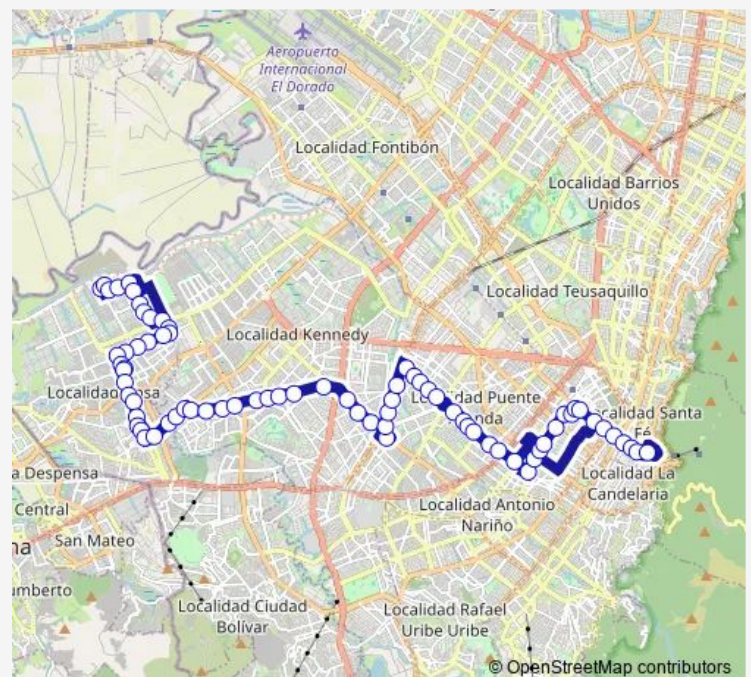 Aeropuerto
Internacional
El Dorado
Localidad Fontibón
Localidad Barrios
Unidos
Localidad Teusaquillo
Localidad Kennedy
Localidad Puente
Localidad Santa
Fé
Localidad La
Candelaria
a Despensa
Central
San Mateo
Localidad Antonio
Nariño
umberto
Localidad Ciudad
Bolívar
Localidad Rafael
Uribe Uribe
© OpenStreetMap contributors